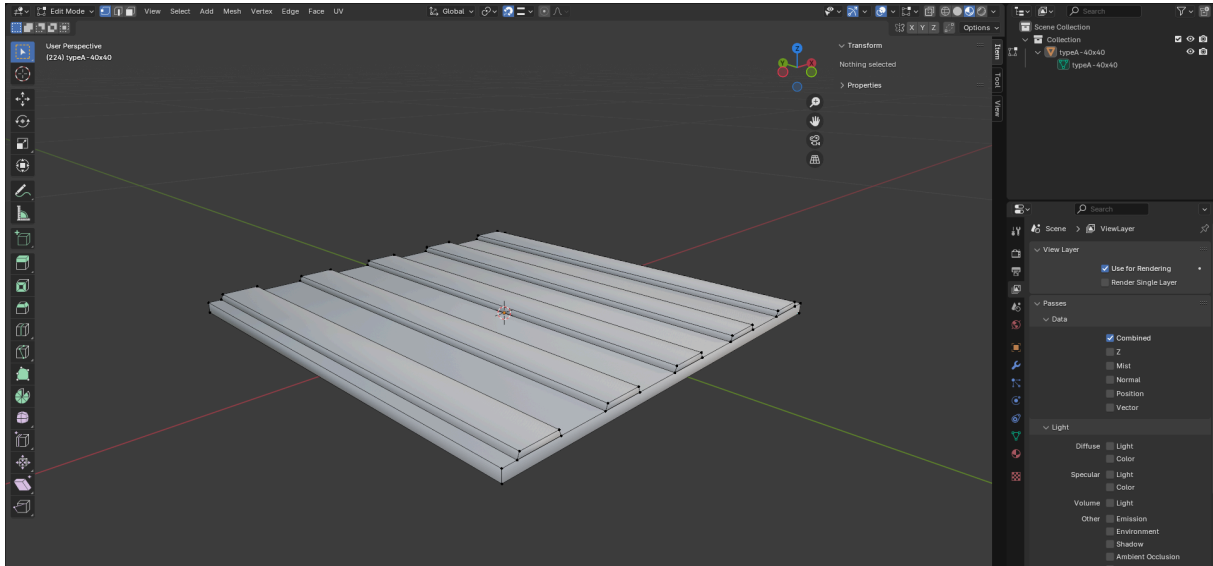 Edit Mode View Select Add Mesh Vertex Edge Face UV Global
X Y Z Options
User Perspective
(224) typeA-40x40
Transform
Nothing selected
Properties
Item
Tool
View
Search
Scene Collection
Collection
typeA-40x40
typeA-40x40
Search
Scene ViewLayer
View Layer
Use for Rendering
Render Single Layer
Passes
Data
Combined
Z
Mist
Normal
Position
Vector
Light
Diffuse Light
Color
Specular Light
Color
Volume Light
Other Emission
Environment
Shadow
Ambient Occlusion
Z
Y
X